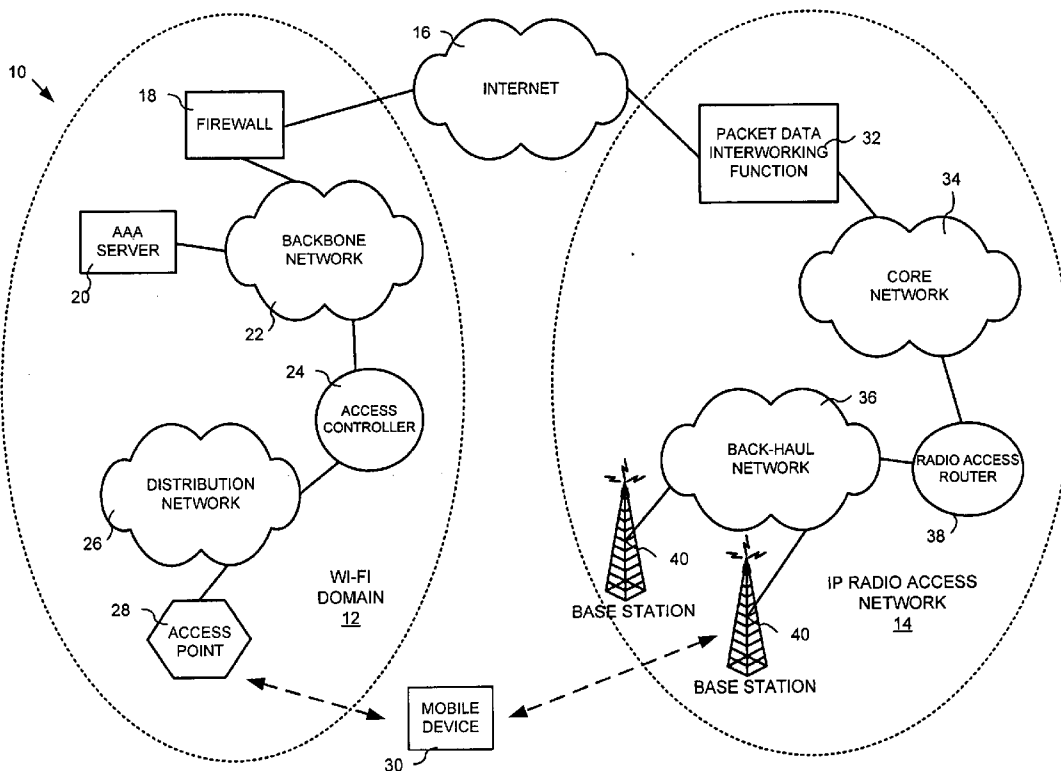 10
16
INTERNET
18
FIREWALL
PACKET DATA
INTERWORKING
FUNCTION
32
34
AAA
SERVER
20
BACKBONE
NETWORK
22
CORE
NETWORK
24
ACCESS
CONTROLLER
36
BACK-HAUL
NETWORK
RADIO ACCESS
ROUTER
38
DISTRIBUTION
NETWORK
26
WI-FI
DOMAIN 12
40
BASE STATION
IP RADIO ACCESS
NETWORK 14
28
ACCESS
POINT
40
BASE STATION
MOBILE
DEVICE
30